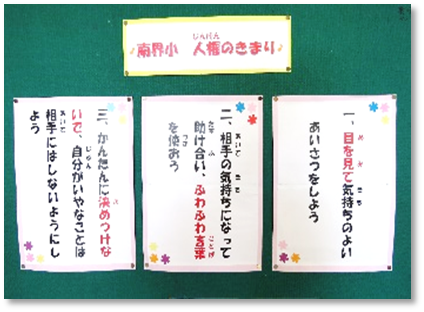 南界小　人権のきまり
一、目を見て気持ちのよい
あいさつをしよう
二、相手の気持ちになって
助け合い、ふわふわ言葉
を使おう
三、かんたんに決めつけな
いで、自分がいやなことは
相手にはしないようにし
よう